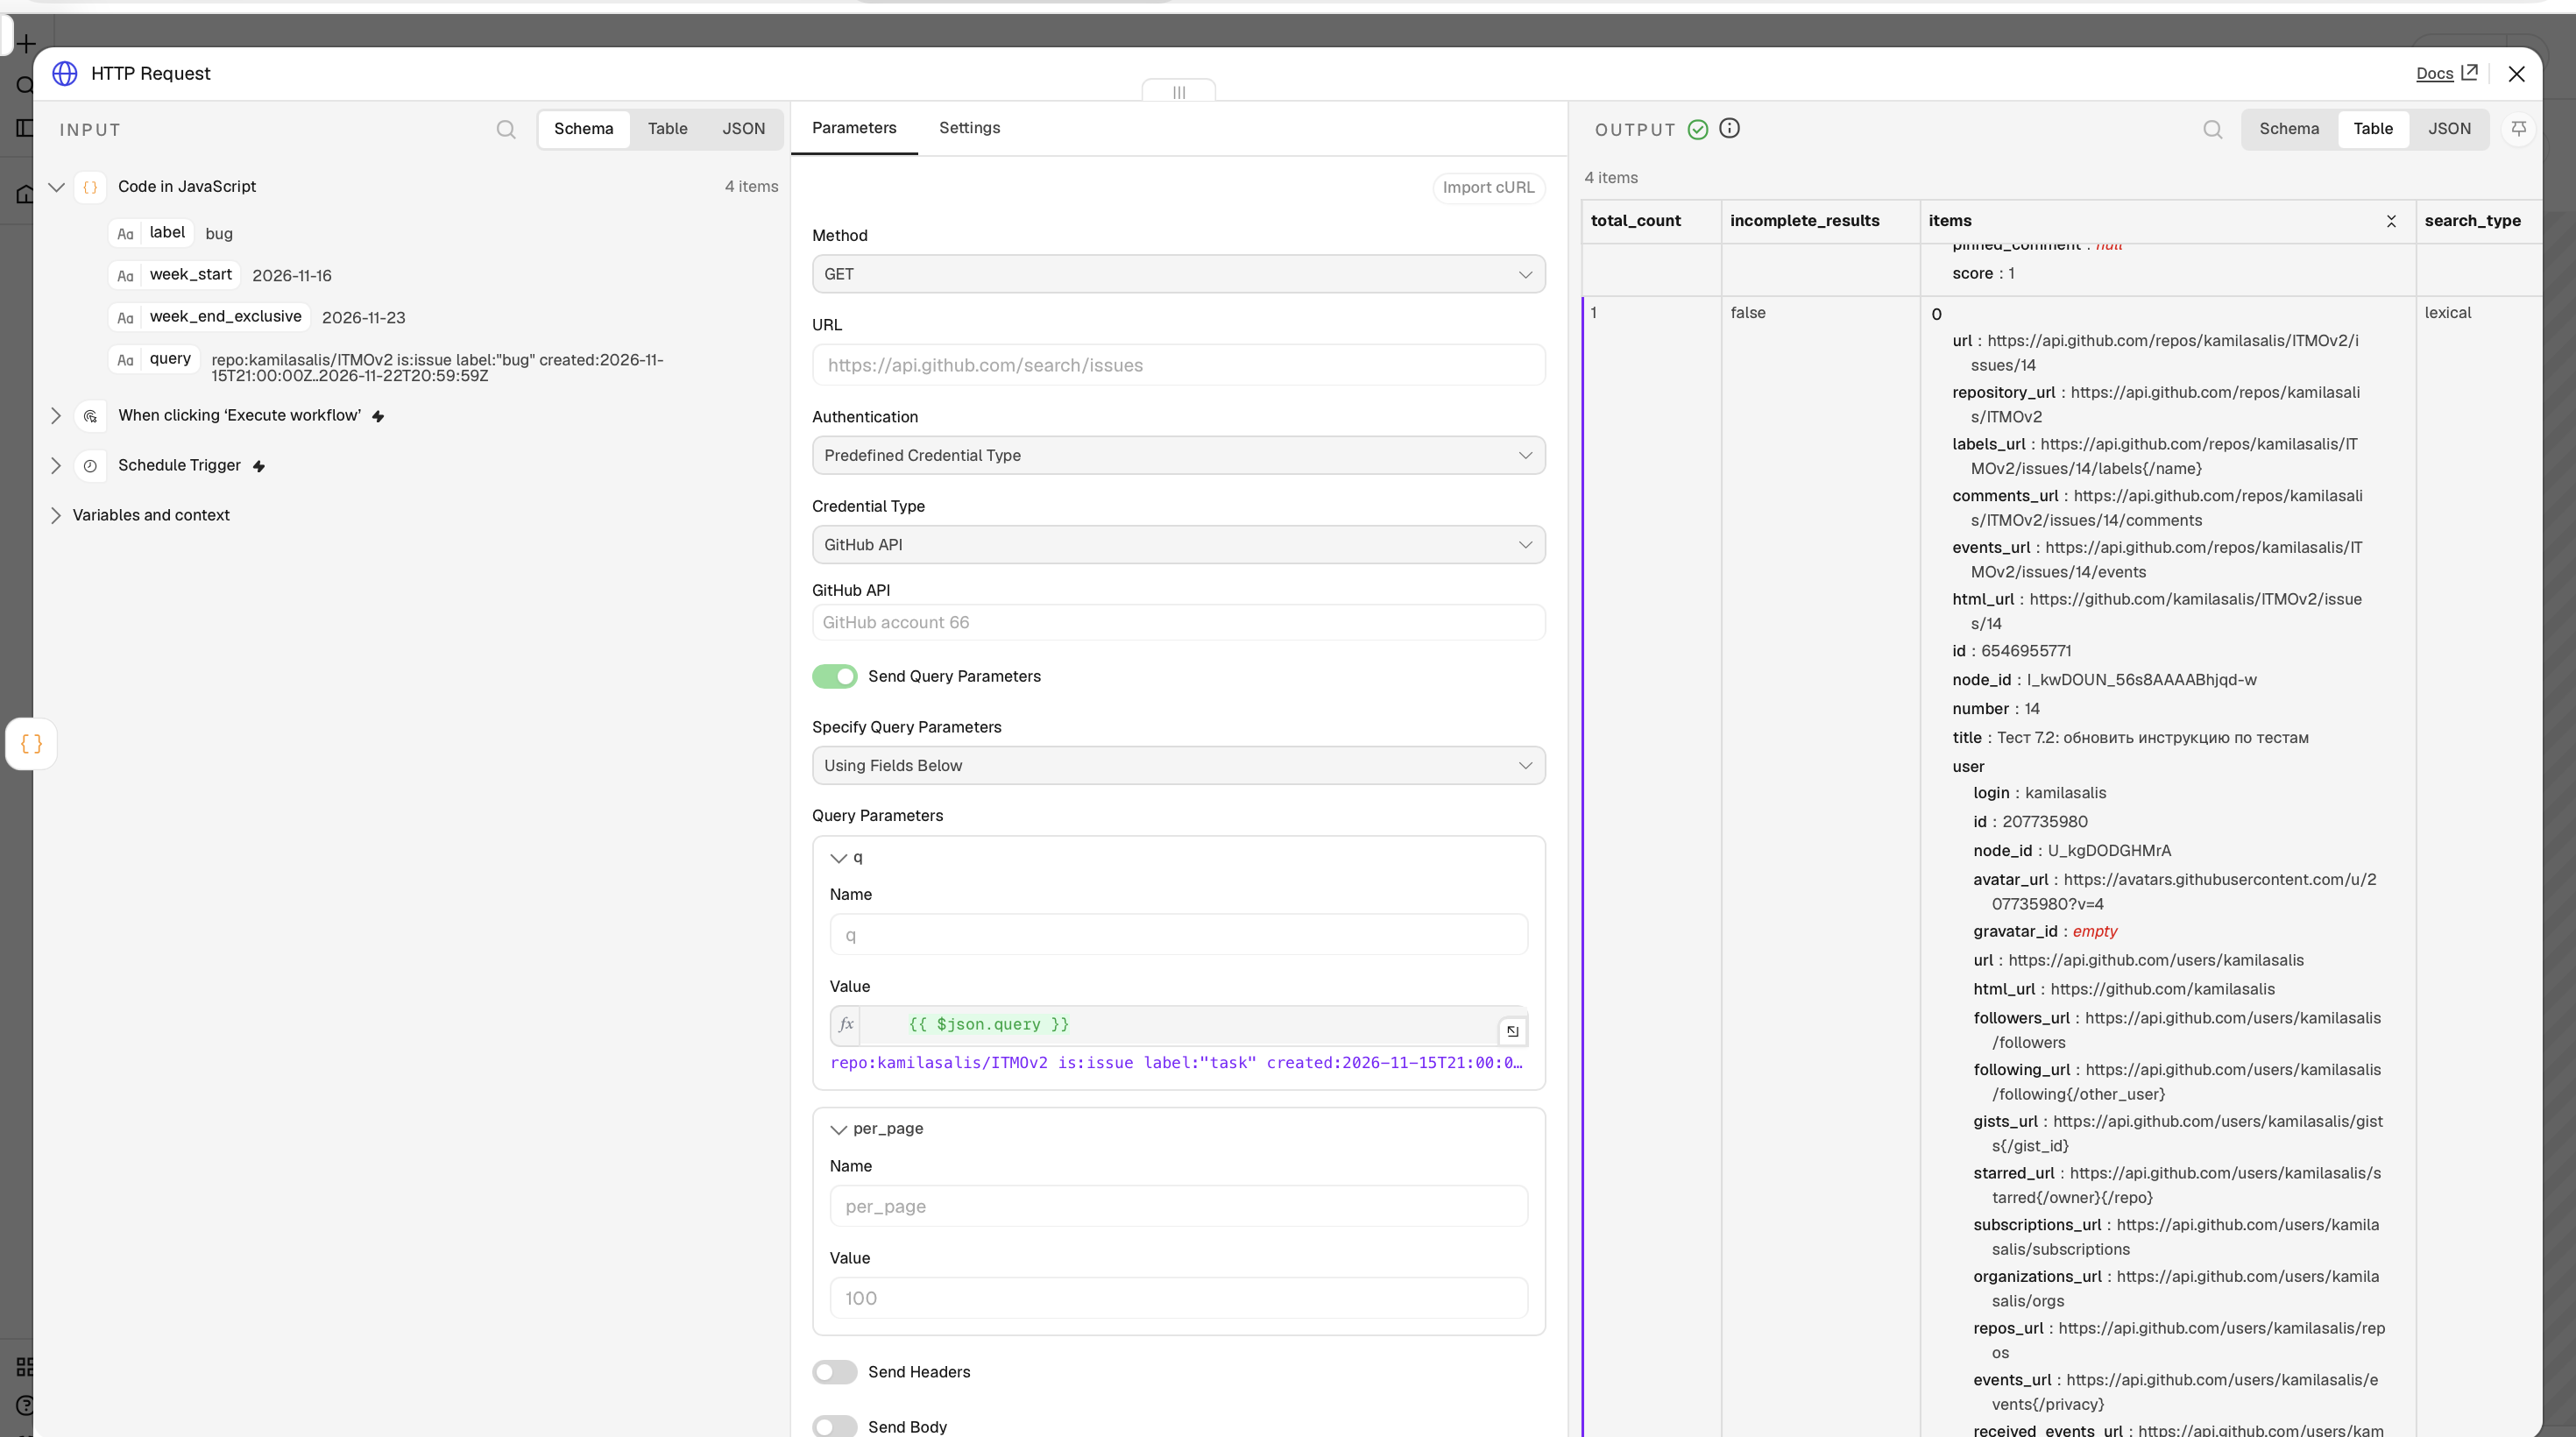 HTTP Request
Docs
INPUT
Schema
Table
JSON
Code in JavaScript
4 items
Aa label bug
Aa week_start 2026-11-16
Aa week_end_exclusive 2026-11-23
Aa query repo:kamilasalis/ITMOv2 is:issue label:"bug" created:2026-11-
15T21:00:00Z..2026-11-22T20:59:59Z
When clicking ‘Execute workflow’
Schedule Trigger
Variables and context
Parameters
Settings
Import cURL
Method
GET
URL
https://api.github.com/search/issues
Authentication
Predefined Credential Type
Credential Type
GitHub API
GitHub API
GitHub account 66
Send Query Parameters
Specify Query Parameters
Using Fields Below
Query Parameters
q
Name
q
Value
fx {{ $json.query }}
repo:kamilasalis/ITMOv2 is:issue label:"task" created:2026-11-15T21:00:0…
per_page
Name
per_page
Value
100
Send Headers
Send Body
OUTPUT
Schema
Table
JSON
4 items
total_count
incomplete_results
items
search_type
pinned_comment : null
score : 1
1
false
0
lexical
url : https://api.github.com/repos/kamilasalis/ITMOv2/i
ssues/14
repository_url : https://api.github.com/repos/kamilasali
s/ITMOv2
labels_url : https://api.github.com/repos/kamilasalis/IT
MOv2/issues/14/labels{/name}
comments_url : https://api.github.com/repos/kamilasali
s/ITMOv2/issues/14/comments
events_url : https://api.github.com/repos/kamilasalis/IT
MOv2/issues/14/events
html_url : https://github.com/kamilasalis/ITMOv2/issue
s/14
id : 6546955771
node_id : I_kwDOUN_56s8AAAABhjqd-w
number : 14
title : Тест 7.2: обновить инструкцию по тестам
user
login : kamilasalis
id : 207735980
node_id : U_kgDODGHMrA
avatar_url : https://avatars.githubusercontent.com/u/2
07735980?v=4
gravatar_id : empty
url : https://api.github.com/users/kamilasalis
html_url : https://github.com/kamilasalis
followers_url : https://api.github.com/users/kamilasalis
/followers
following_url : https://api.github.com/users/kamilasalis
/following{/other_user}
gists_url : https://api.github.com/users/kamilasalis/gist
s{/gist_id}
starred_url : https://api.github.com/users/kamilasalis/s
tarred{/owner}{/repo}
subscriptions_url : https://api.github.com/users/kamila
salis/subscriptions
organizations_url : https://api.github.com/users/kamila
salis/orgs
repos_url : https://api.github.com/users/kamilasalis/rep
os
events_url : https://api.github.com/users/kamilasalis/e
vents{/privacy}
received_events_url : https://api.github.com/users/kam